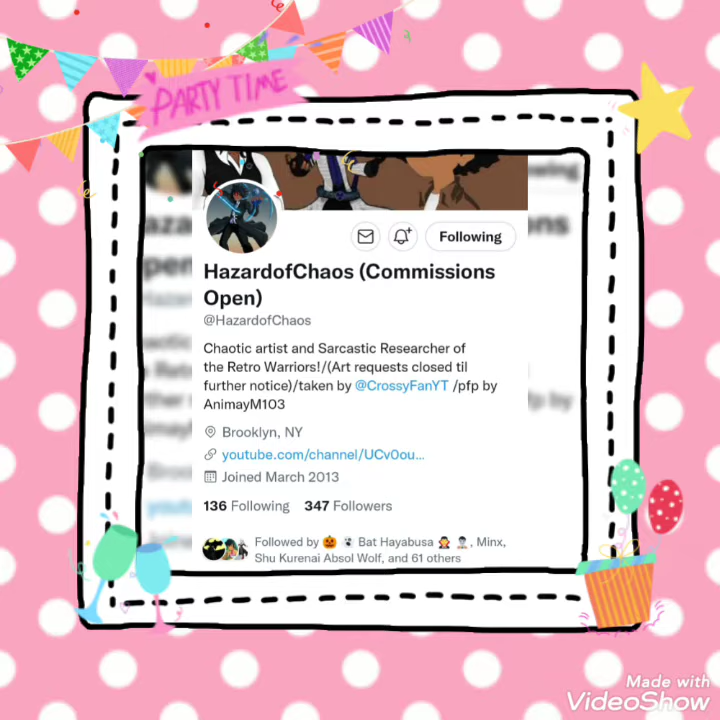 PARTY TIME
Following
HazardofChaos (Commissions
Open)
@HazardofChaos
Chaotic artist and Sarcastic Researcher of
the Retro Warriors!/(Art requests closed til
further notice)/taken by @CrossyFanYT /pfp by
AnimayM103
Brooklyn, NY
youtube.com/channel/UCv0ou...
Joined March 2013
136 Following 347 Followers
Followed by 🎃 👻 Bat Hayabusa 🧛 🧛🏻, Minx,
Shu Kurenai Absol Wolf, and 61 others
Made with
VideoShow